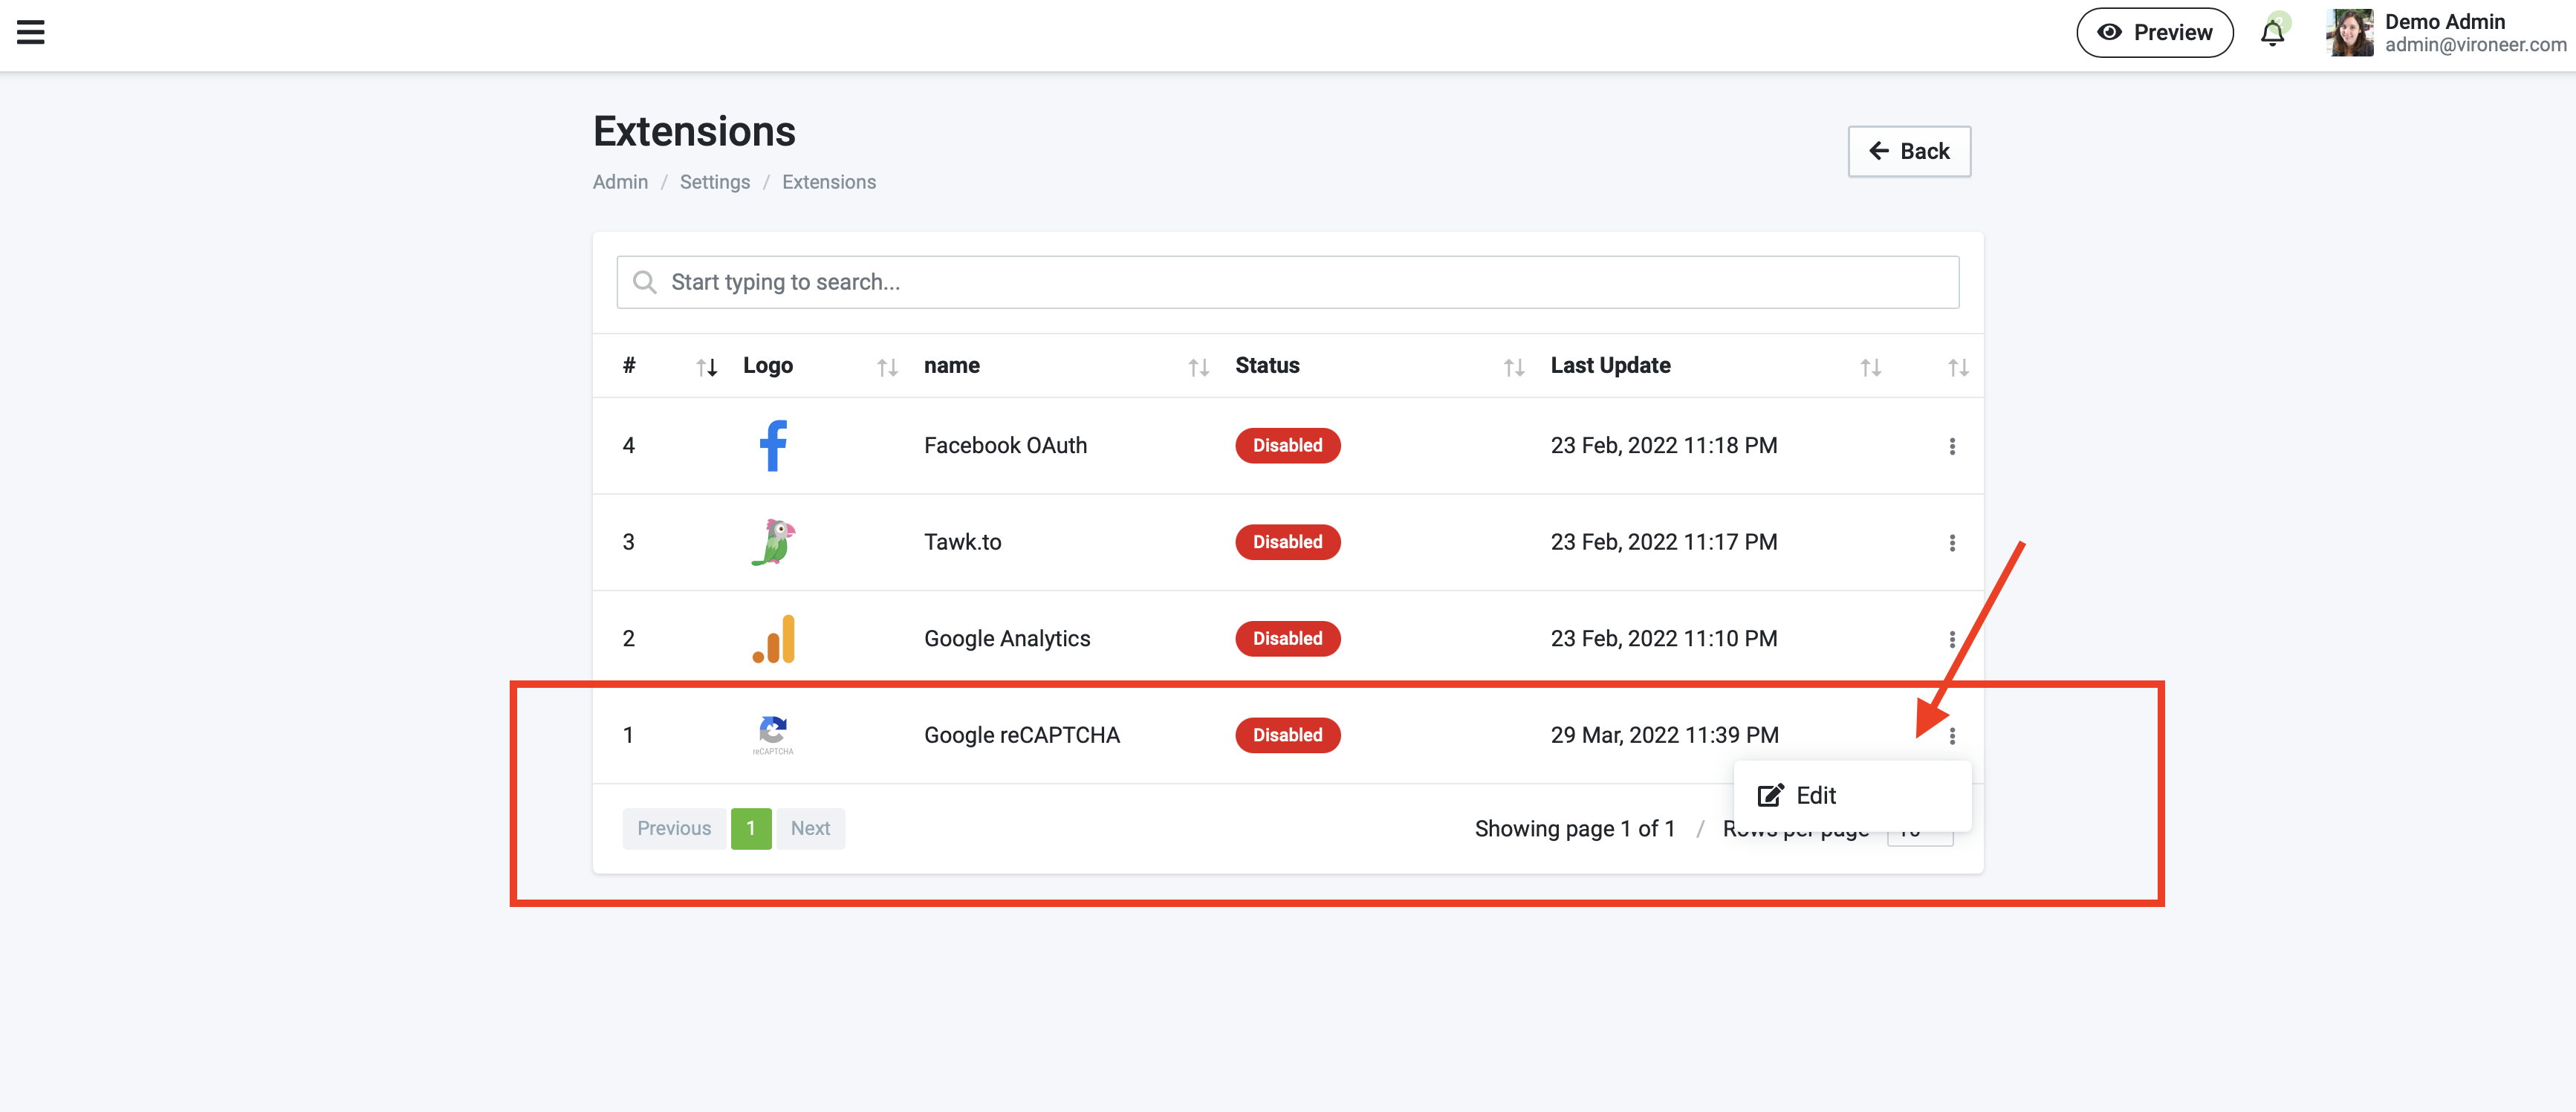 Preview
Demo Admin
admin@vironeer.com
Extensions
Admin / Settings / Extensions
Back
Start typing to search...
# Logo name Status Last Update
4 Facebook OAuth Disabled 23 Feb, 2022 11:18 PM
3 Tawk.to Disabled 23 Feb, 2022 11:17 PM
2 Google Analytics Disabled 23 Feb, 2022 11:10 PM
1 reCAPTCHA Google reCAPTCHA Disabled 29 Mar, 2022 11:39 PM
Edit
Previous 1 Next Showing page 1 of 1 / Rows per page